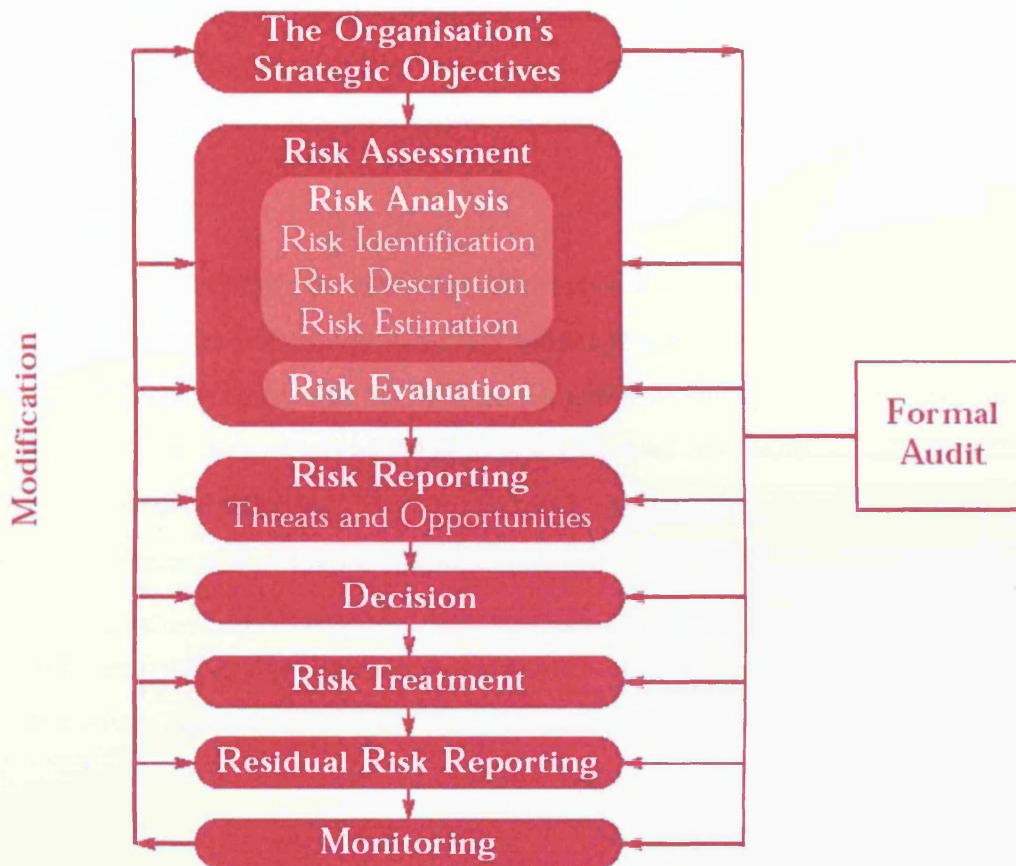 The Organisation's
Strategic Objectives
Risk Assessment
Risk Analysis
Risk Identification
Risk Description
Risk Estimation
Risk Evaluation
Risk Reporting
Threats and Opportunities
Decision
Risk Treatment
Residual Risk Reporting
Monitoring
Modification
Formal
Audit